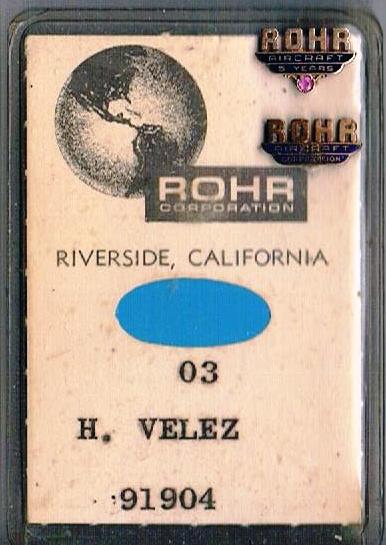 ROHR
AIRCRAFT
5 YEARS
ROHR
AIRCRAFT
CORPORATION
ROHR
CORPORATION
RIVERSIDE, CALIFORNIA
03
H. VELEZ
91904